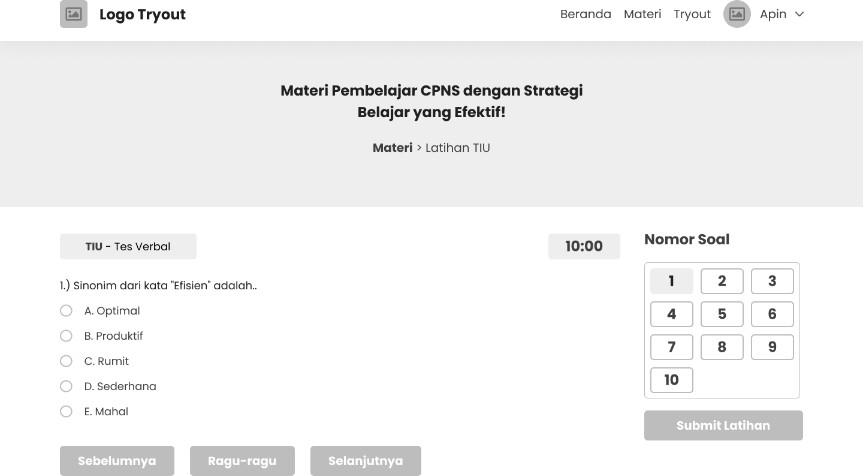 Logo Tryout
Beranda Materi Tryout Apin
Materi Pembelajar CPNS dengan Strategi
Belajar yang Efektif!
Materi > Latihan TIU
TIU - Tes Verbal
10:00
1.) Sinonim dari kata "Efisien" adalah..
A. Optimal
B. Produktif
C. Rumit
D. Sederhana
E. Mahal
Sebelumnya Ragu-ragu Selanjutnya
Nomor Soal
1 2 3
4 5 6
7 8 9
10
Submit Latihan